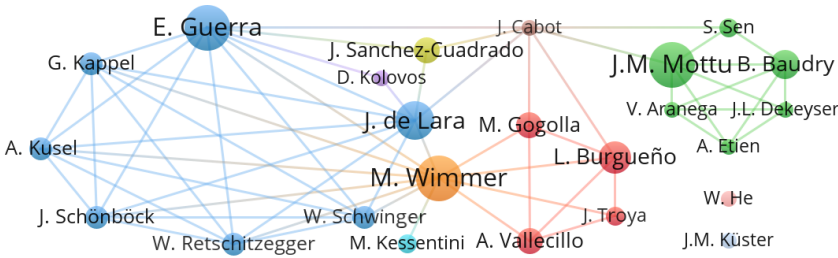 E. Guerra
J. Cabot
S. Sen
G. Kappel
J. Sanchez-Cuadrado
J.M. Mottu
B. Baudry
D. Kolovos
V. Aranega
J.L. Dekeyser
J. de Lara
M. Gogolla
A. Kusel
A. Etien
L. Burgueño
M. Wimmer
W. He
J. Schönböck
W. Schwinger
J. Troya
W. Retschitzegger
M. Kessentini
A. Vallecillo
J.M. Küster